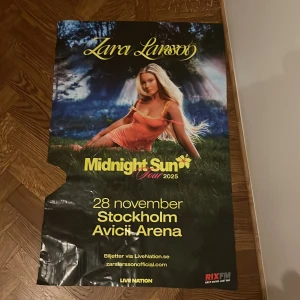 Zara Larsson
Midnight Sun
Tour 2025
28 november
Stockholm
Avicii Arena
Biljetter via LiveNation.se
zaralarssonofficial.com
LIVE NATION
RIX FM